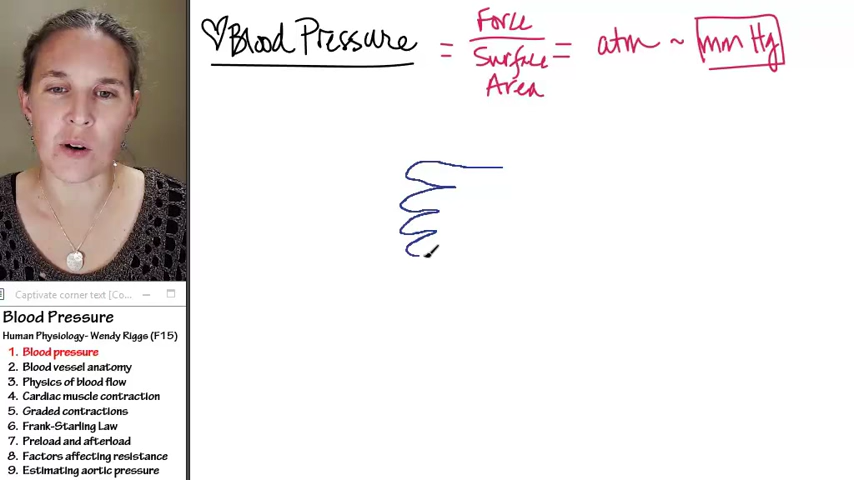 ♡Blood Pressure = Force / Surface Area = atm ~ mm Hg
Captivate corner text [Co...
Blood Pressure
Human Physiology- Wendy Riggs (F15)
1. Blood pressure
2. Blood vessel anatomy
3. Physics of blood flow
4. Cardiac muscle contraction
5. Graded contractions
6. Frank-Starling Law
7. Preload and afterload
8. Factors affecting resistance
9. Estimating aortic pressure